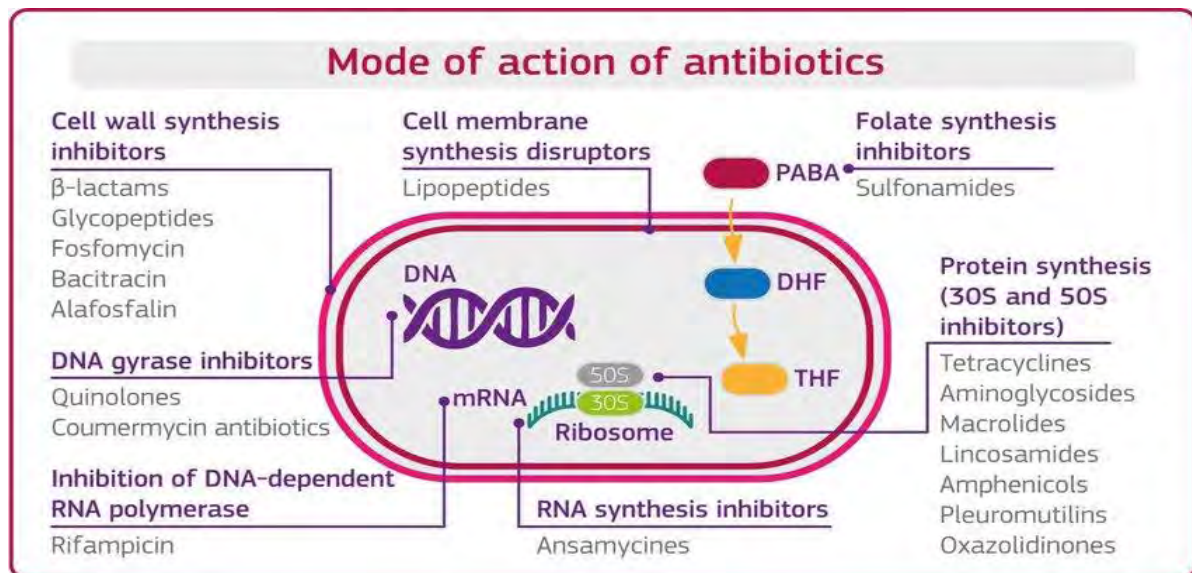 Mode of action of antibiotics
Cell wall synthesis
inhibitors
β-lactams
Glycopeptides
Fosfomycin
Bacitracin
Alafosfalin
DNA gyrase inhibitors
Quinolones
Coumermycin antibiotics
Inhibition of DNA-dependent
RNA polymerase
Rifampicin
Cell membrane
synthesis disruptors
Lipopeptides
DNA
mRNA
50S
30S
Ribosome
RNA synthesis inhibitors
Ansamycines
PABA
DHF
THF
Folate synthesis
inhibitors
Sulfonamides
Protein synthesis
(30S and 50S
inhibitors)
Tetracyclines
Aminoglycosides
Macrolides
Lincosamides
Amphenicols
Pleuromutilins
Oxazolidinones